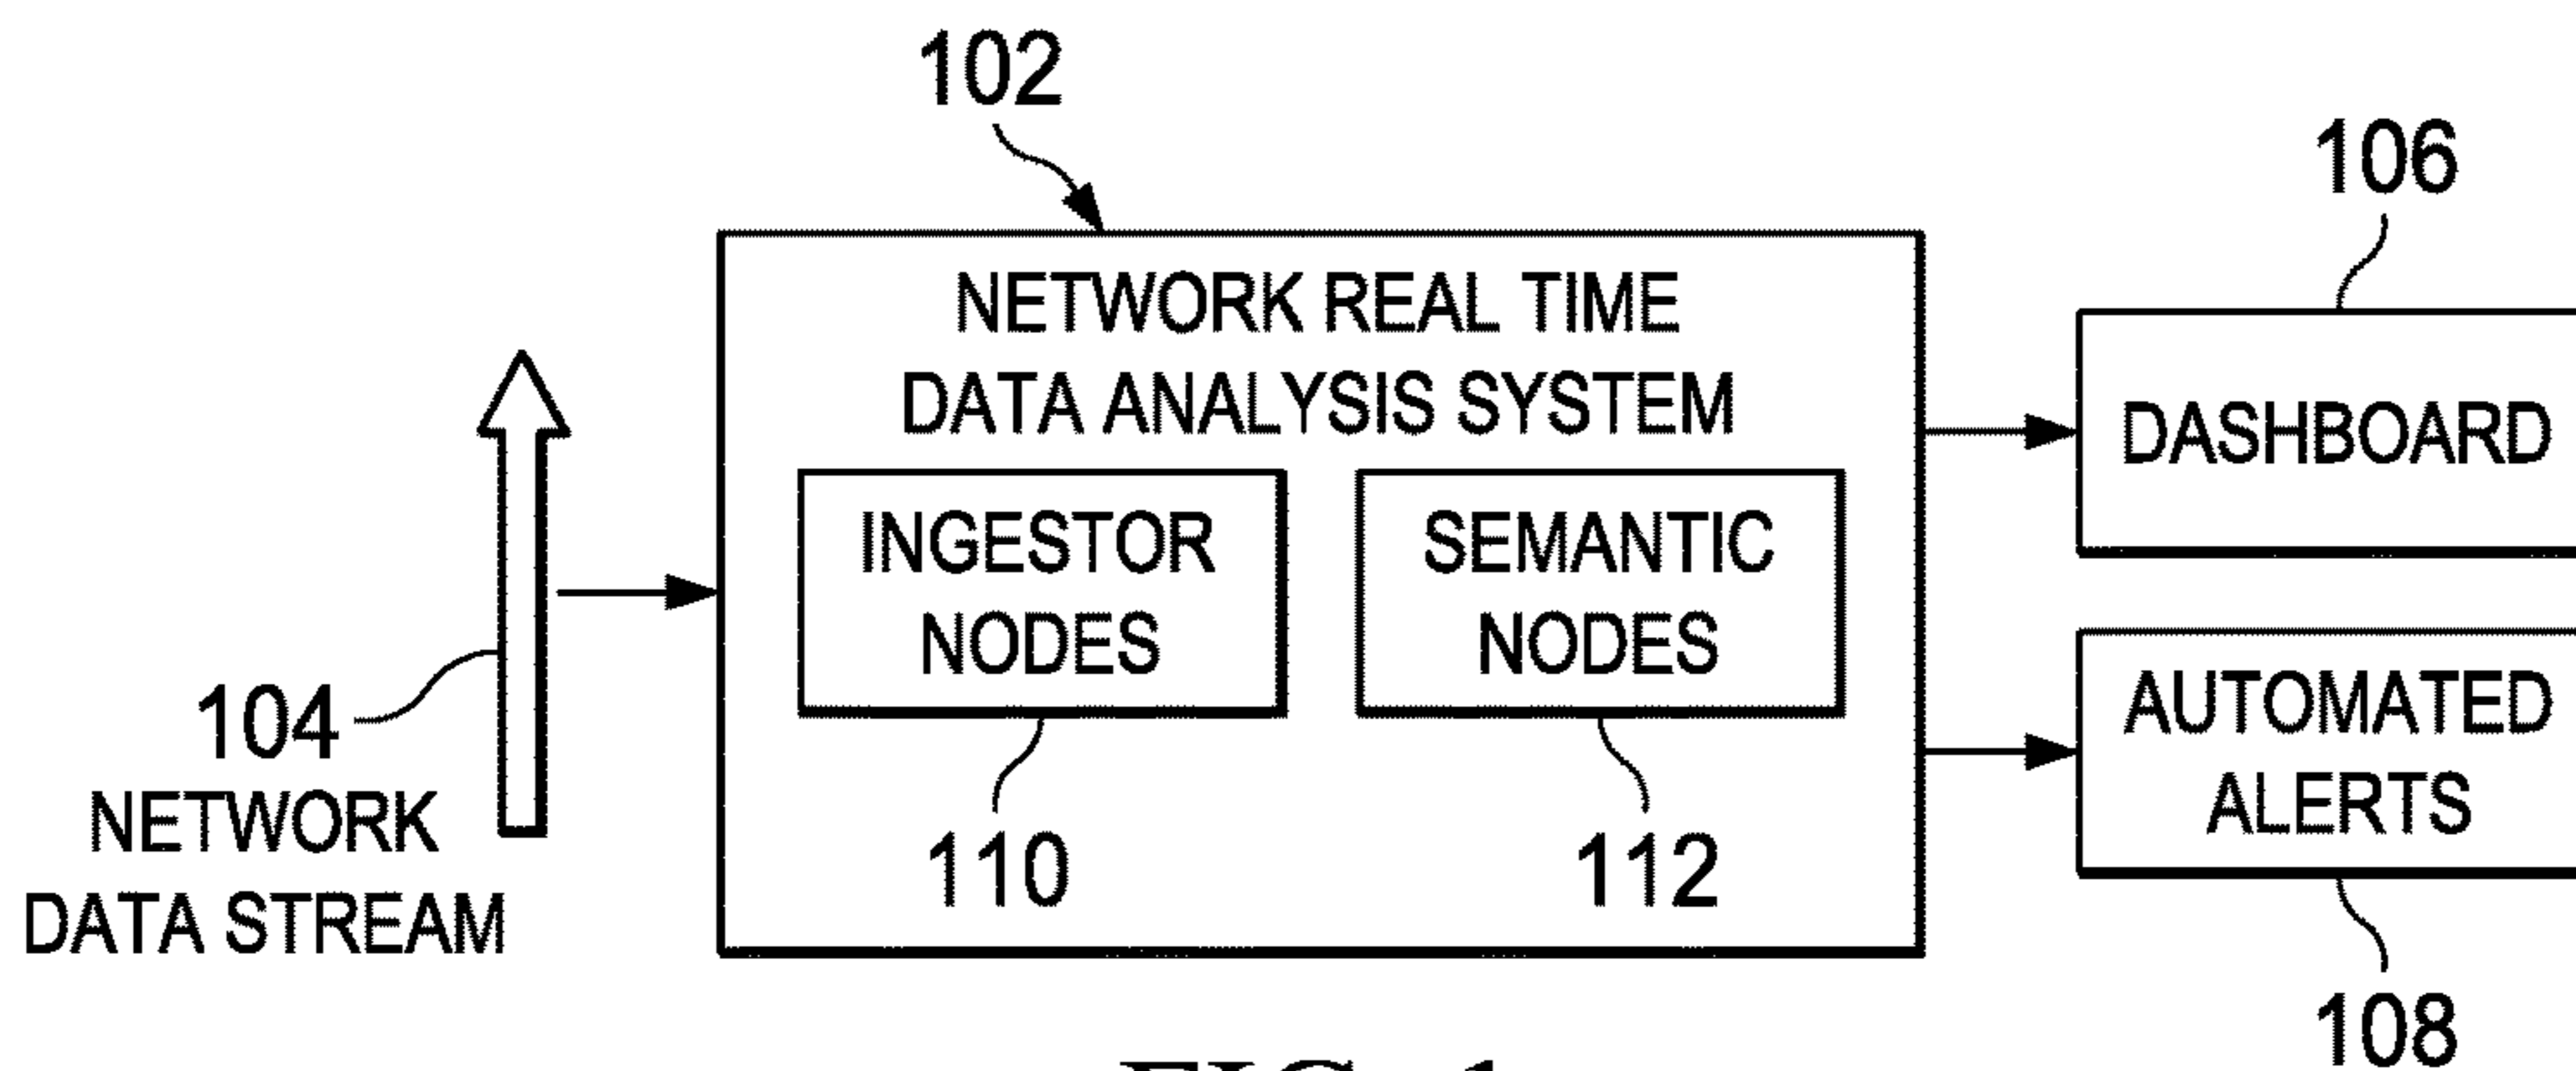 102
106
NETWORK REAL TIME
DATA ANALYSIS SYSTEM
DASHBOARD
INGESTOR
NODES
SEMANTIC
NODES
104
NETWORK
DATA STREAM
AUTOMATED
ALERTS
110
112
108